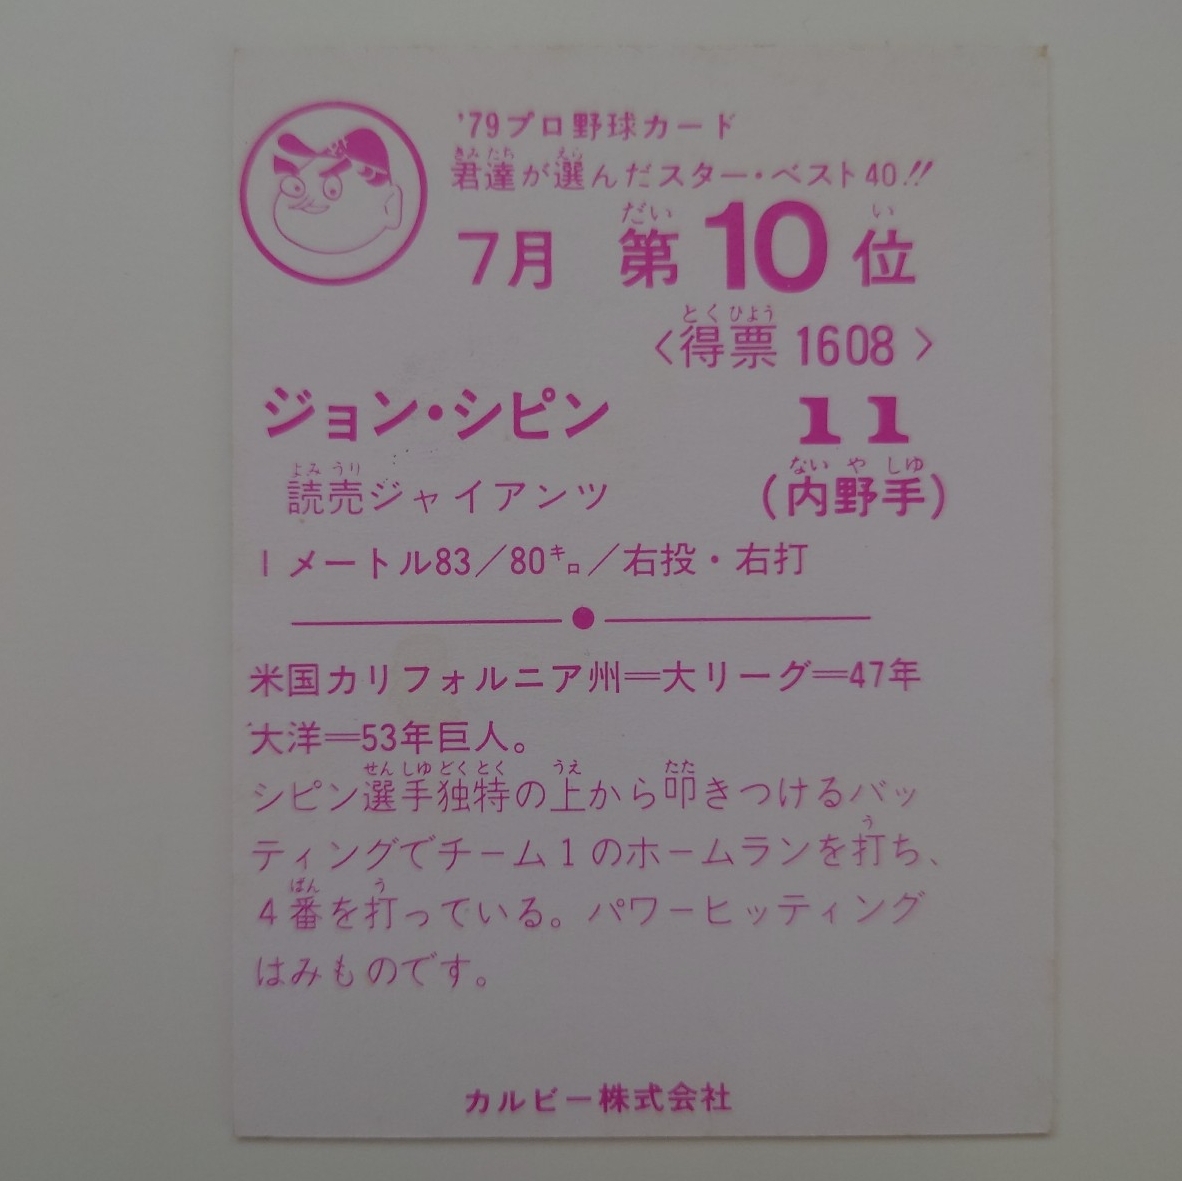 '79プロ野球カード
君達が選んだスター・ベスト40!!
7月 第10位
<得票1608>
ジョン・シピン 11
読売ジャイアンツ (内野手)
1メートル83/80キロ/右投・右打
米国カリフォルニア州=大リーグ=47年
大洋=53年巨人。
シピン選手独特の上から叩きつけるバッ
ティングでチーム1のホームランを打ち、
4番を打っている。パワーヒッティング
はみものです。
カルビー株式会社